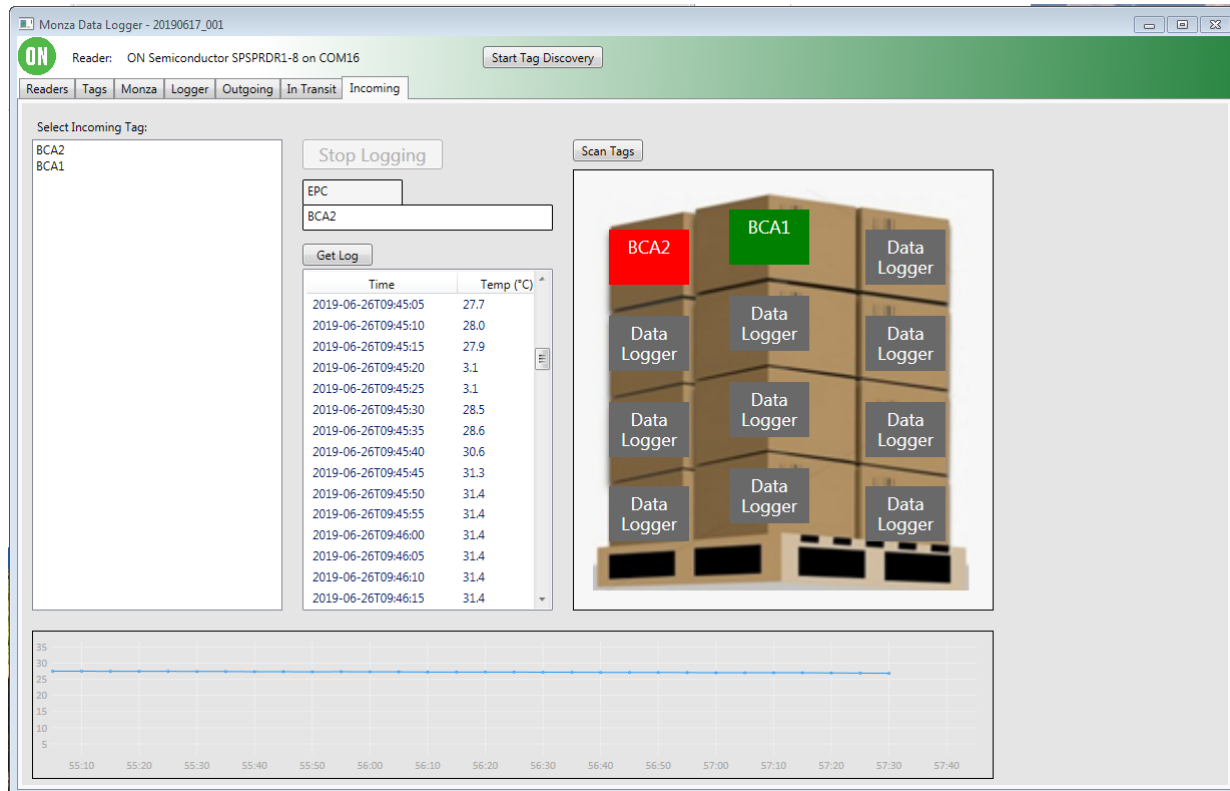 Monza Data Logger - 20190617_001
ON
Reader: ON Semiconductor SPSPRDR1-8 on COM16
Start Tag Discovery
Readers Tags Monza Logger Outgoing In Transit Incoming
Select Incoming Tag:
BCA2
BCA1
Stop Logging
EPC
BCA2
Get Log
Time Temp (°C)
2019-06-26T09:45:05 27.7
2019-06-26T09:45:10 28.0
2019-06-26T09:45:15 27.9
2019-06-26T09:45:20 3.1
2019-06-26T09:45:25 3.1
2019-06-26T09:45:30 28.5
2019-06-26T09:45:35 28.6
2019-06-26T09:45:40 30.6
2019-06-26T09:45:45 31.3
2019-06-26T09:45:50 31.4
2019-06-26T09:45:55 31.4
2019-06-26T09:46:00 31.4
2019-06-26T09:46:05 31.4
2019-06-26T09:46:10 31.4
2019-06-26T09:46:15 31.4
Scan Tags
BCA2
BCA1
Data
Logger
Data
Logger
Data
Logger
Data
Logger
Data
Logger
Data
Logger
Data
Logger
Data
Logger
Data
Logger
Data
Logger
35
30
25
20
15
10
5
55:10 55:20 55:30 55:40 55:50 56:00 56:10 56:20 56:30 56:40 56:50 57:00 57:10 57:20 57:30 57:40